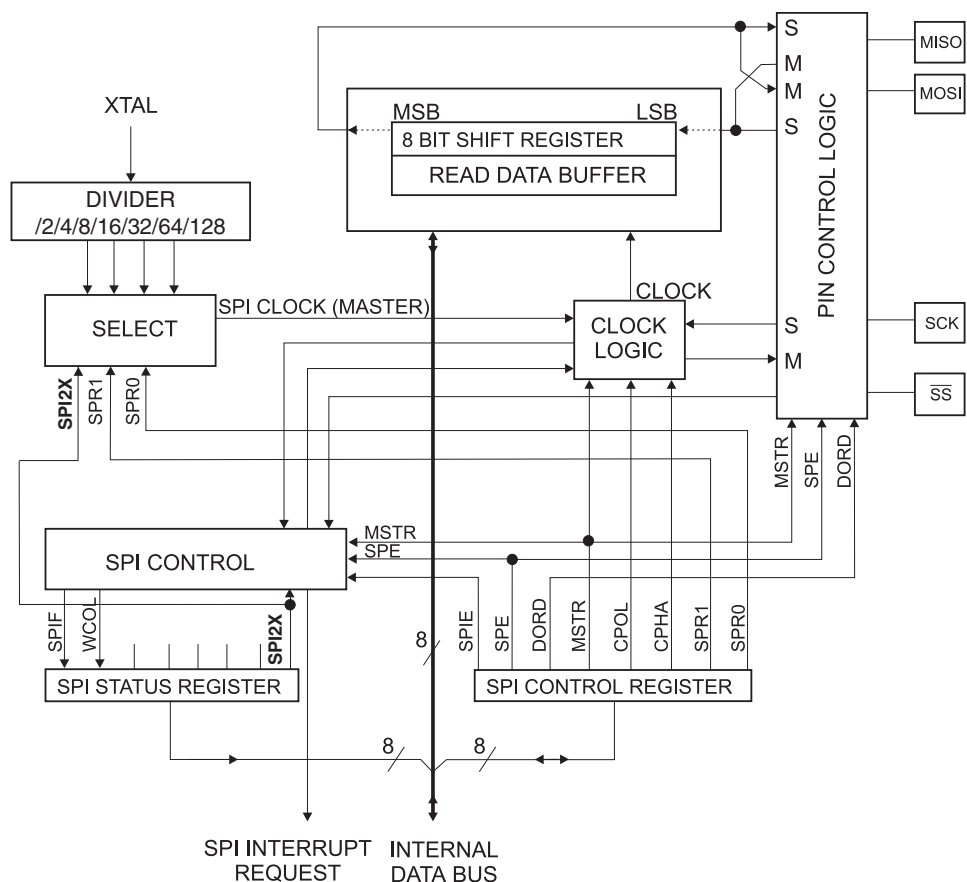 XTAL
DIVIDER
/2/4/8/16/32/64/128
SELECT
SPI2X
SPR1
SPR0
SPI CLOCK (MASTER)
MSB
LSB
8 BIT SHIFT REGISTER
READ DATA BUFFER
CLOCK
CLOCK
LOGIC
S
M
M
S
S
M
PIN CONTROL LOGIC
MISO
MOSI
SCK
SS
MSTR
SPE
DORD
SPI CONTROL
MSTR
SPE
SPIF
WCOL
SPI2X
SPI STATUS REGISTER
SPIE
SPE
DORD
MSTR
CPOL
CPHA
SPR1
SPR0
SPI CONTROL REGISTER
8
8
8
SPI INTERRUPT
REQUEST
INTERNAL
DATA BUS